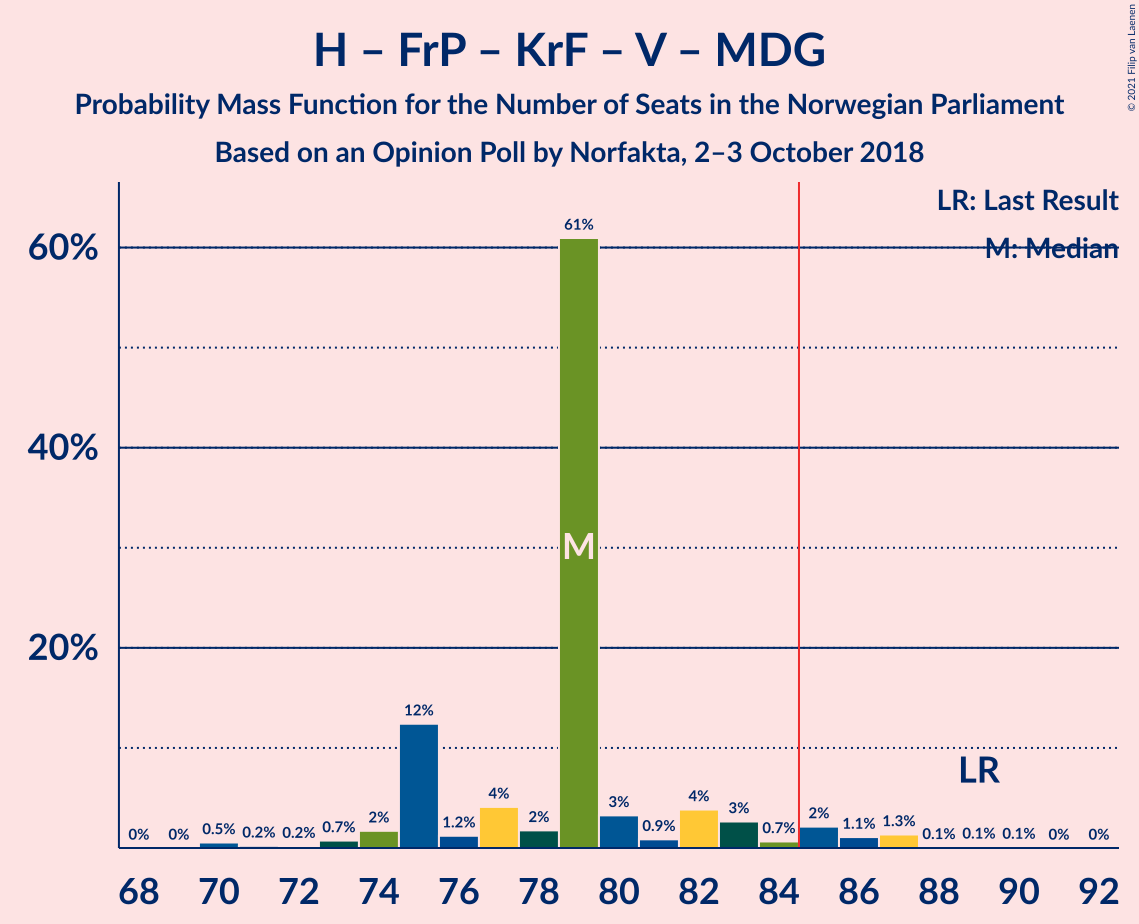 H – FrP – KrF – V – MDG
Probability Mass Function for the Number of Seats in the Norwegian Parliament
Based on an Opinion Poll by Norfakta, 2–3 October 2018
© 2021 Filip van Laenen
LR: Last Result
M: Median
60%
40%
20%
0% 0% 0.5% 0.2% 0.2% 0.7% 2% 12% 1.2% 4% 2% 61% 3% 0.9% 4% 3% 0.7% 2% 1.1% 1.3% 0.1% 0.1% 0.1% 0% 0%
M
LR
68 70 72 74 76 78 80 82 84 86 88 90 92